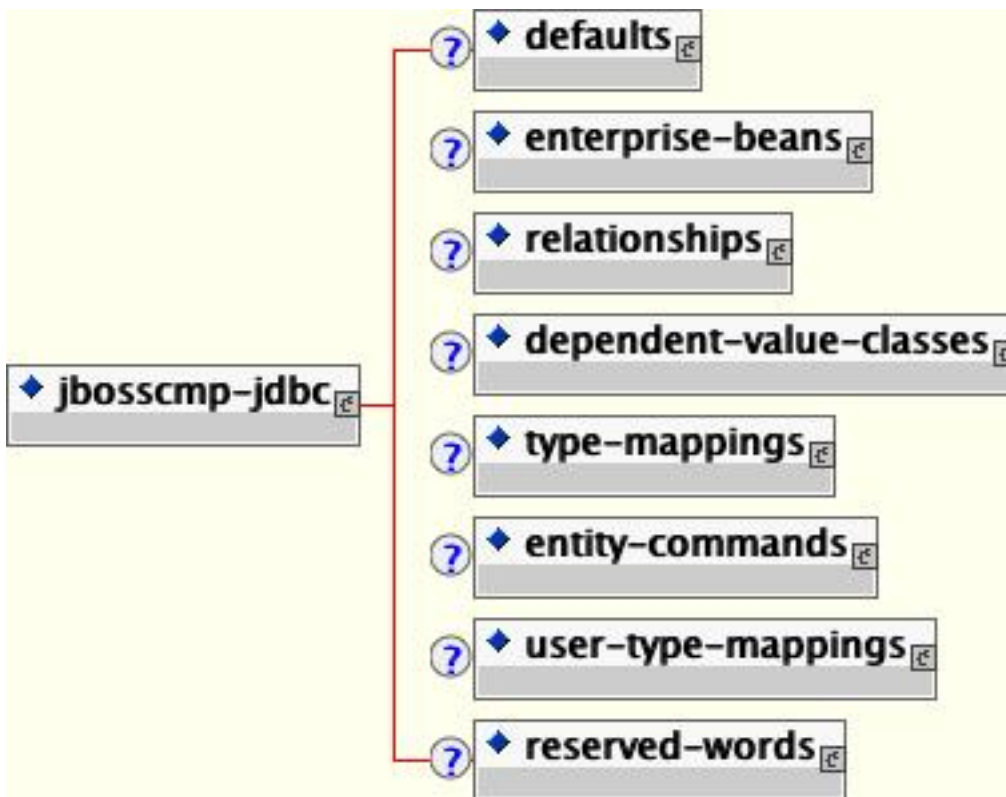 defaults
enterprise-beans
relationships
dependent-value-classes
jbosscmp-jdbc
type-mappings
entity-commands
user-type-mappings
reserved-words